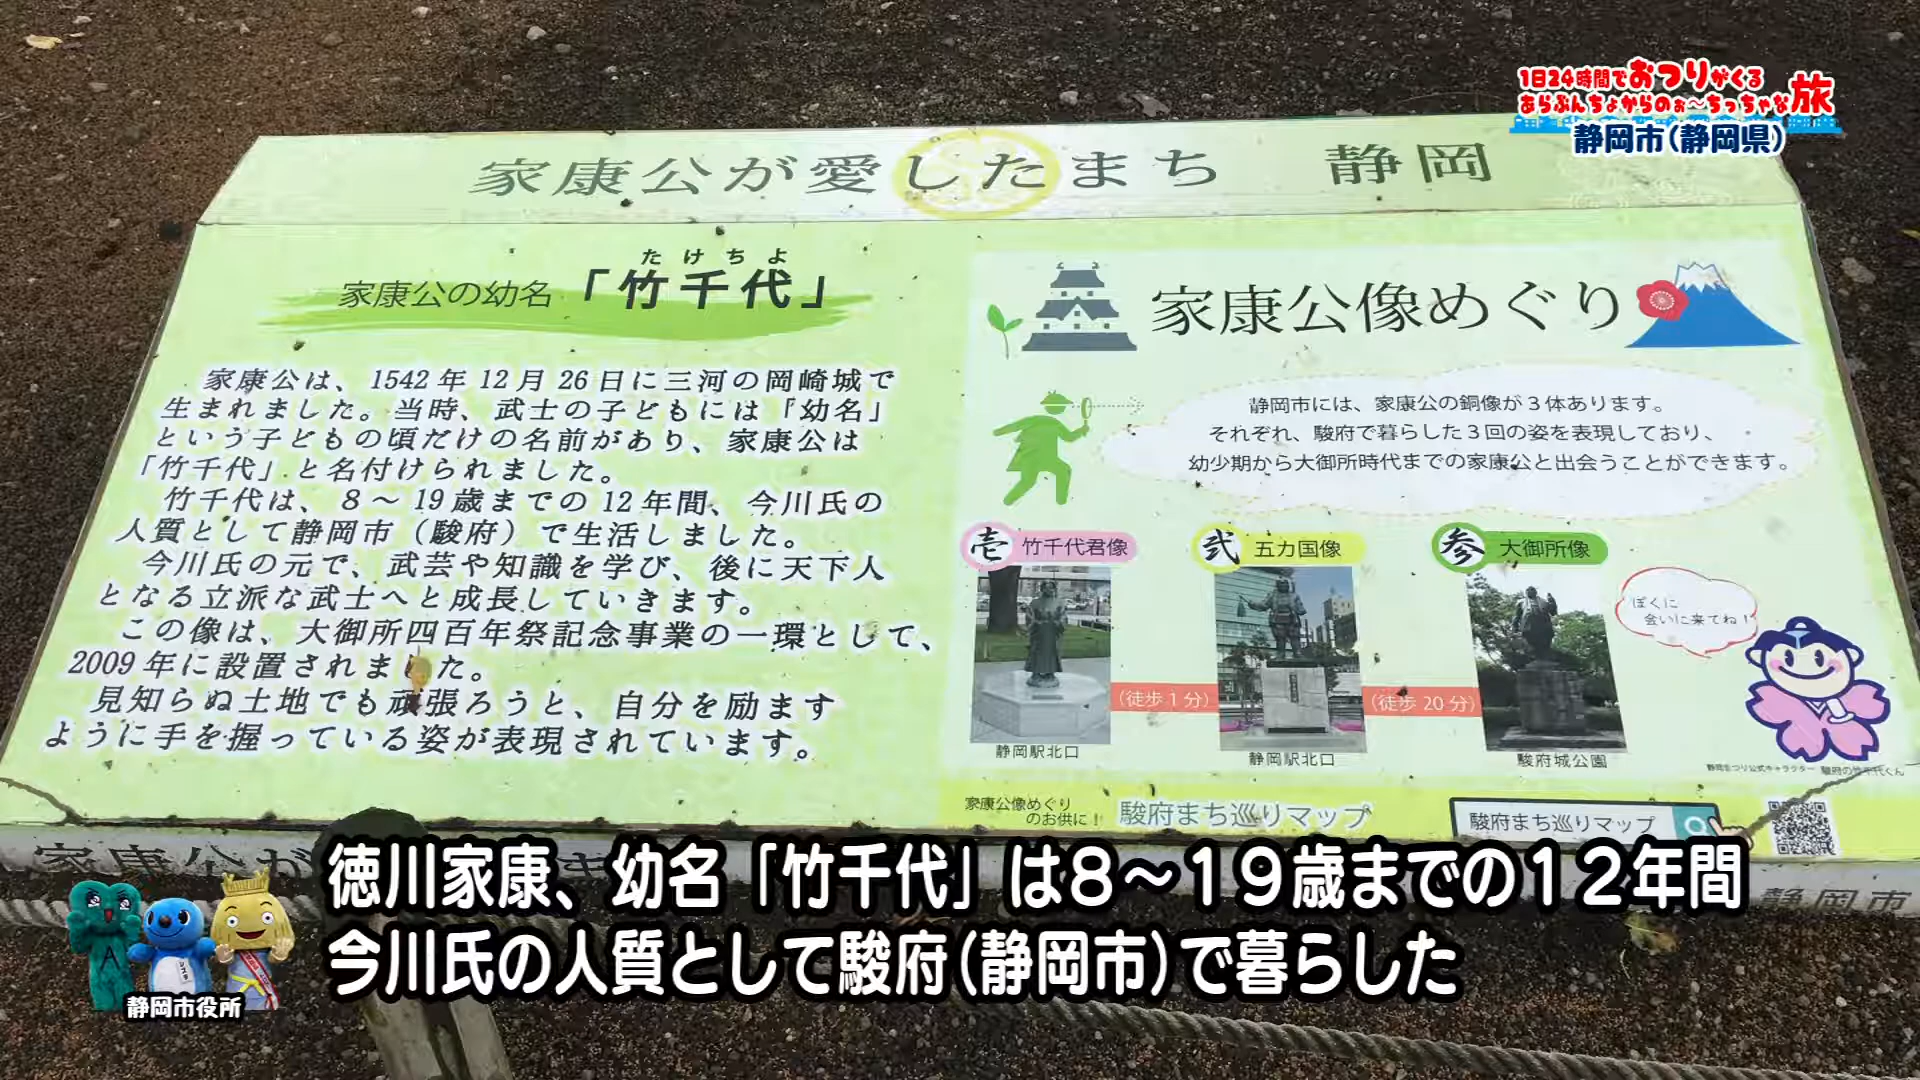 1日24時間でおつりがくる
あらぶんちょからのぉ～ちっちゃな旅
静岡市(静岡県)
家康公が愛したまち　静岡
たけちよ
家康公の幼名「竹千代」
家康公は、1542年12月26日に三河の岡崎城で
生まれました。当時、武士の子どもには「幼名」
という子どもの頃だけの名前があり、家康公は
「竹千代」と名付けられました。
竹千代は、8～19歳までの12年間、今川氏の
人質として静岡市（駿府）で生活しました。
今川氏の元で、武芸や知識を学び、後に天下人
となる立派な武士へと成長していきます。
この像は、大御所四百年祭記念事業の一環として、
2009年に設置されました。
見知らぬ土地でも頑張ろうと、自分を励ます
ように手を握っている姿が表現されています。
家康公像めぐり
静岡市には、家康公の銅像が3体あります。
それぞれ、駿府で暮らした3回の姿を表現しており、
幼少期から大御所時代までの家康公と出会うことができます。
壱 竹千代君像
弐 五カ国像
参 大御所像
ぼくに
会いに来てね！
（徒歩1分）
（徒歩20分）
静岡駅北口
静岡駅北口
駿府城公園
静岡まつり公式キャラクター 駿府の竹千代くん
家康公像めぐり
のお供に！
駿府まち巡りマップ
駿府まち巡りマップ
家康公が
静岡市
徳川家康、幼名「竹千代」は8～19歳までの12年間
今川氏の人質として駿府(静岡市)で暮らした
静岡市役所